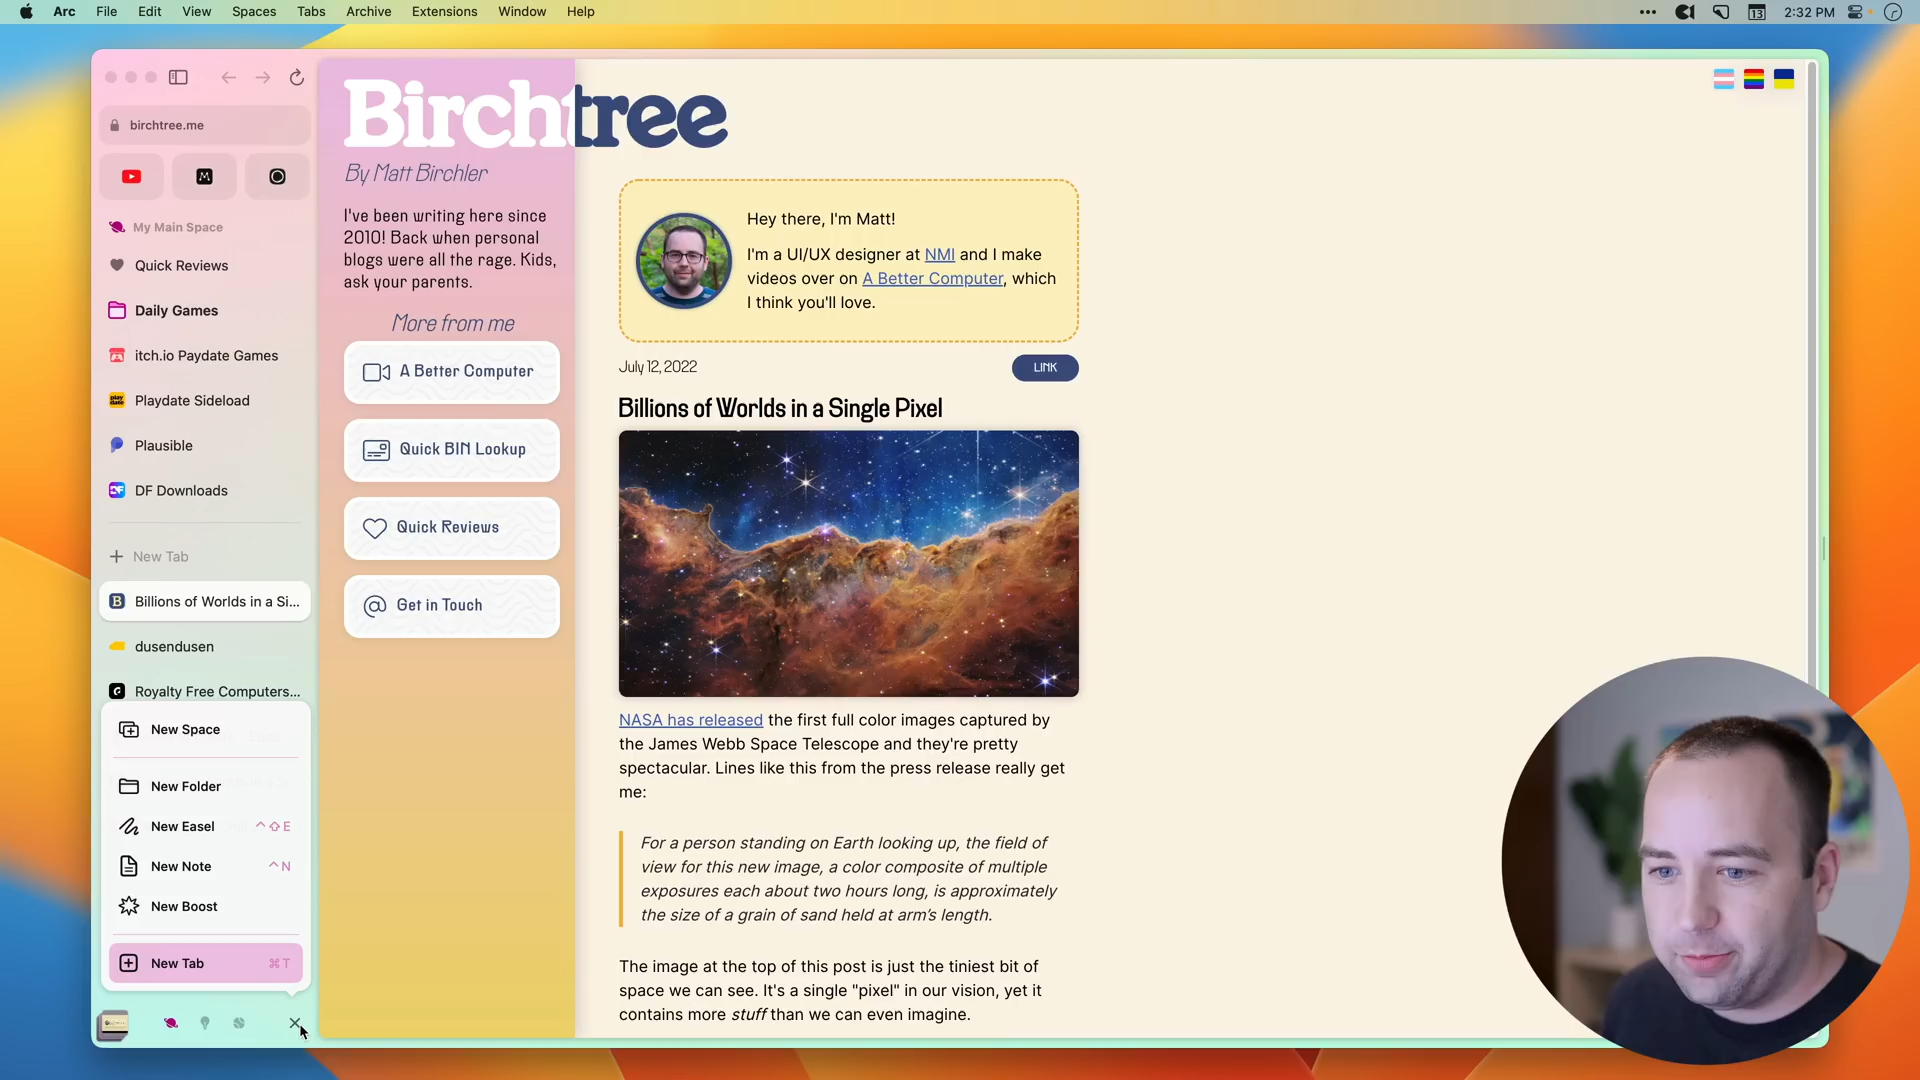 Arc File Edit View Spaces Tabs Archive Extensions Window Help
13 2:32 PM
birchtree.me
My Main Space
Quick Reviews
Daily Games
itch.io Paydate Games
Playdate Sideload
Plausible
DF Downloads
New Tab
Billions of Worlds in a Si...
dusendusen
Royalty Free Computers...
New Space
New Folder
New Easel ⌃⇧E
New Note ⌃N
New Boost
New Tab ⌘T
Birchtree
By Matt Birchler
I've been writing here since
2010! Back when personal
blogs were all the rage. Kids,
ask your parents.
More from me
A Better Computer
Quick BIN Lookup
Quick Reviews
Get in Touch
Hey there, I'm Matt!
I'm a UI/UX designer at NMI and I make
videos over on A Better Computer, which
I think you'll love.
July 12, 2022
LINK
Billions of Worlds in a Single Pixel
NASA has released the first full color images captured by
the James Webb Space Telescope and they're pretty
spectacular. Lines like this from the press release really get
me:
For a person standing on Earth looking up, the field of
view for this new image, a color composite of multiple
exposures each about two hours long, is approximately
the size of a grain of sand held at arm's length.
The image at the top of this post is just the tiniest bit of
space we can see. It's a single "pixel" in our vision, yet it
contains more stuff than we can even imagine.